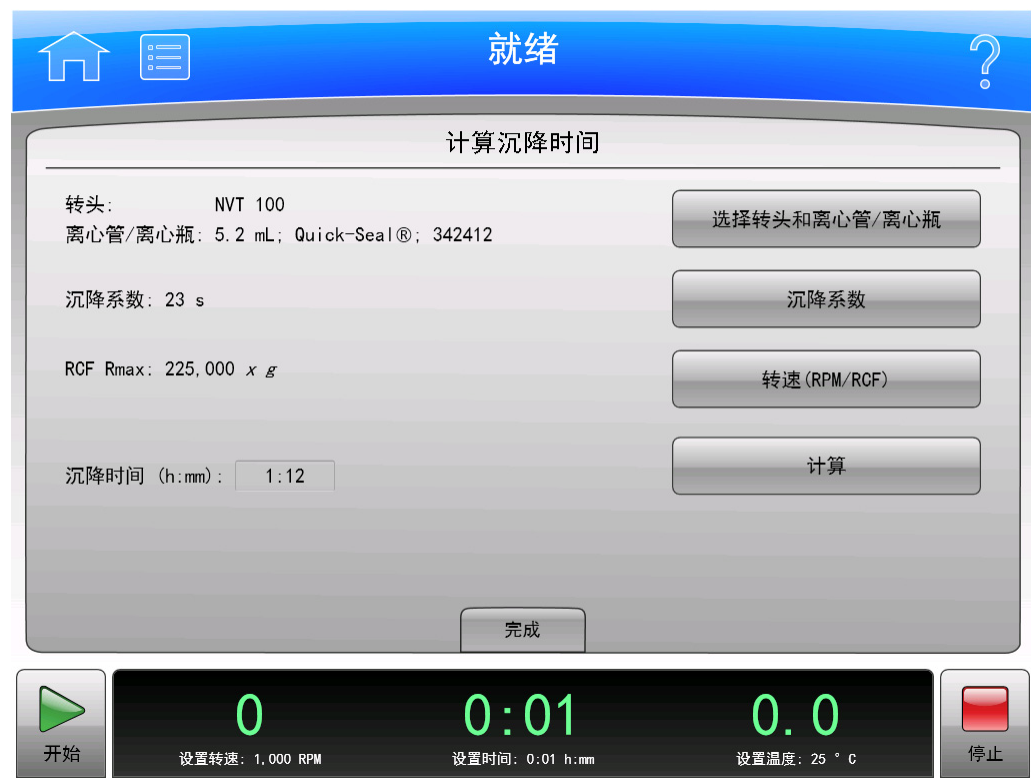 就绪
计算沉降时间
转头: NVT 100
离心管/离心瓶: 5.2 mL; Quick-Seal®; 342412
选择转头和离心管/离心瓶
沉降系数: 23 s
沉降系数
RCF Rmax: 225,000 x g
转速(RPM/RCF)
沉降时间 (h:mm): 1:12
计算
完成
开始
0
设置转速: 1,000 RPM
0:01
设置时间: 0:01 h:mm
0.0
设置温度: 25 °C
停止